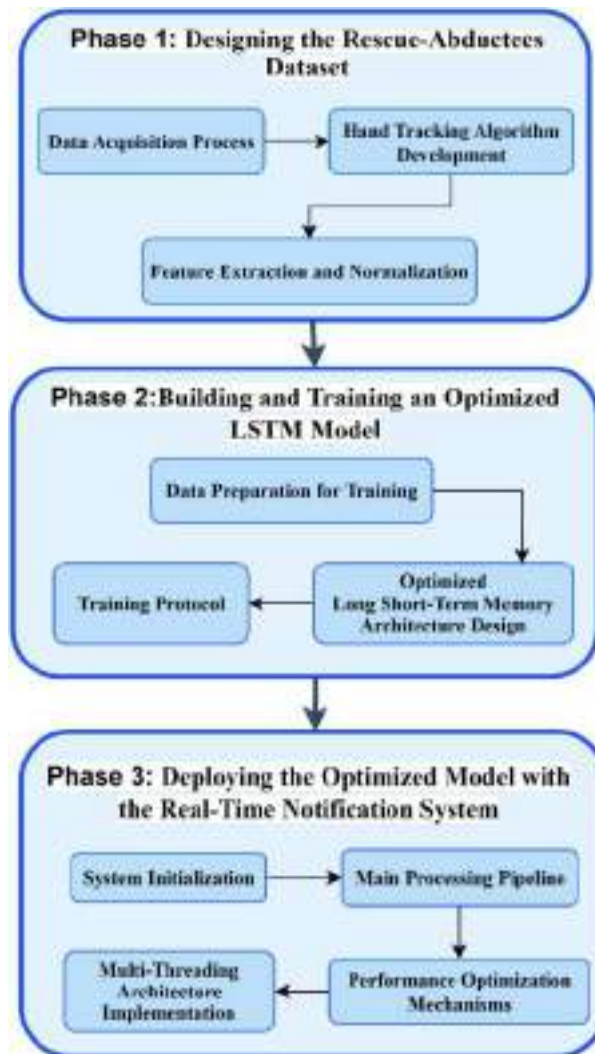 Phase 1: Designing the Rescue-Abductees
Dataset
Data Acquisition Process
Hand Tracking Algorithm
Development
Feature Extraction and Normalization
Phase 2:Building and Training an Optimized
LSTM Model
Data Preparation for Training
Optimized
Long Short-Term Memory
Architecture Design
Training Protocol
Phase 3: Deploying the Optimized Model with
the Real-Time Notification System
System Initialization
Main Processing Pipeline
Performance Optimization
Mechanisms
Multi-Threading
Architecture
Implementation